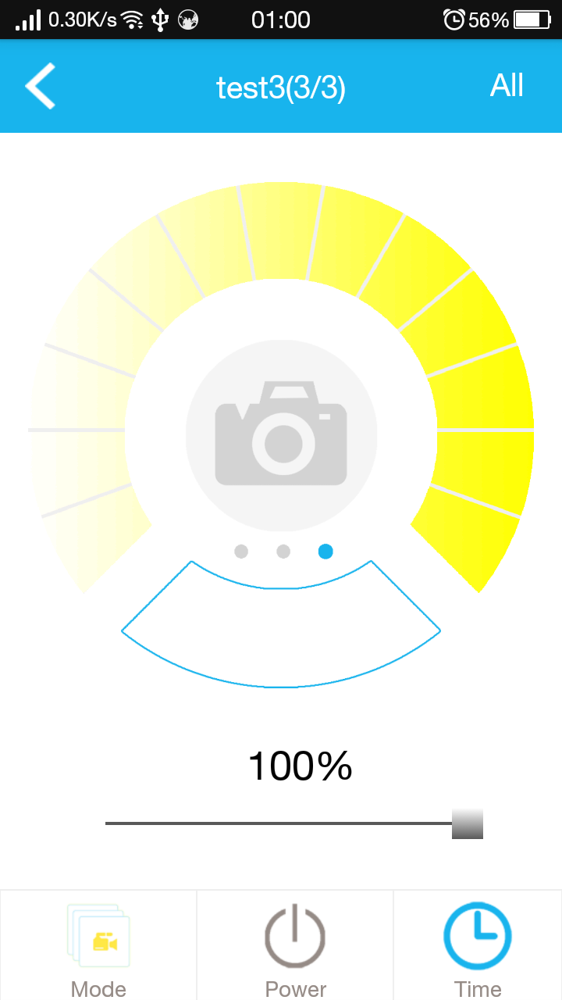 0.30K/s 01:00 56%
test3(3/3) All
100%
Mode Power Time